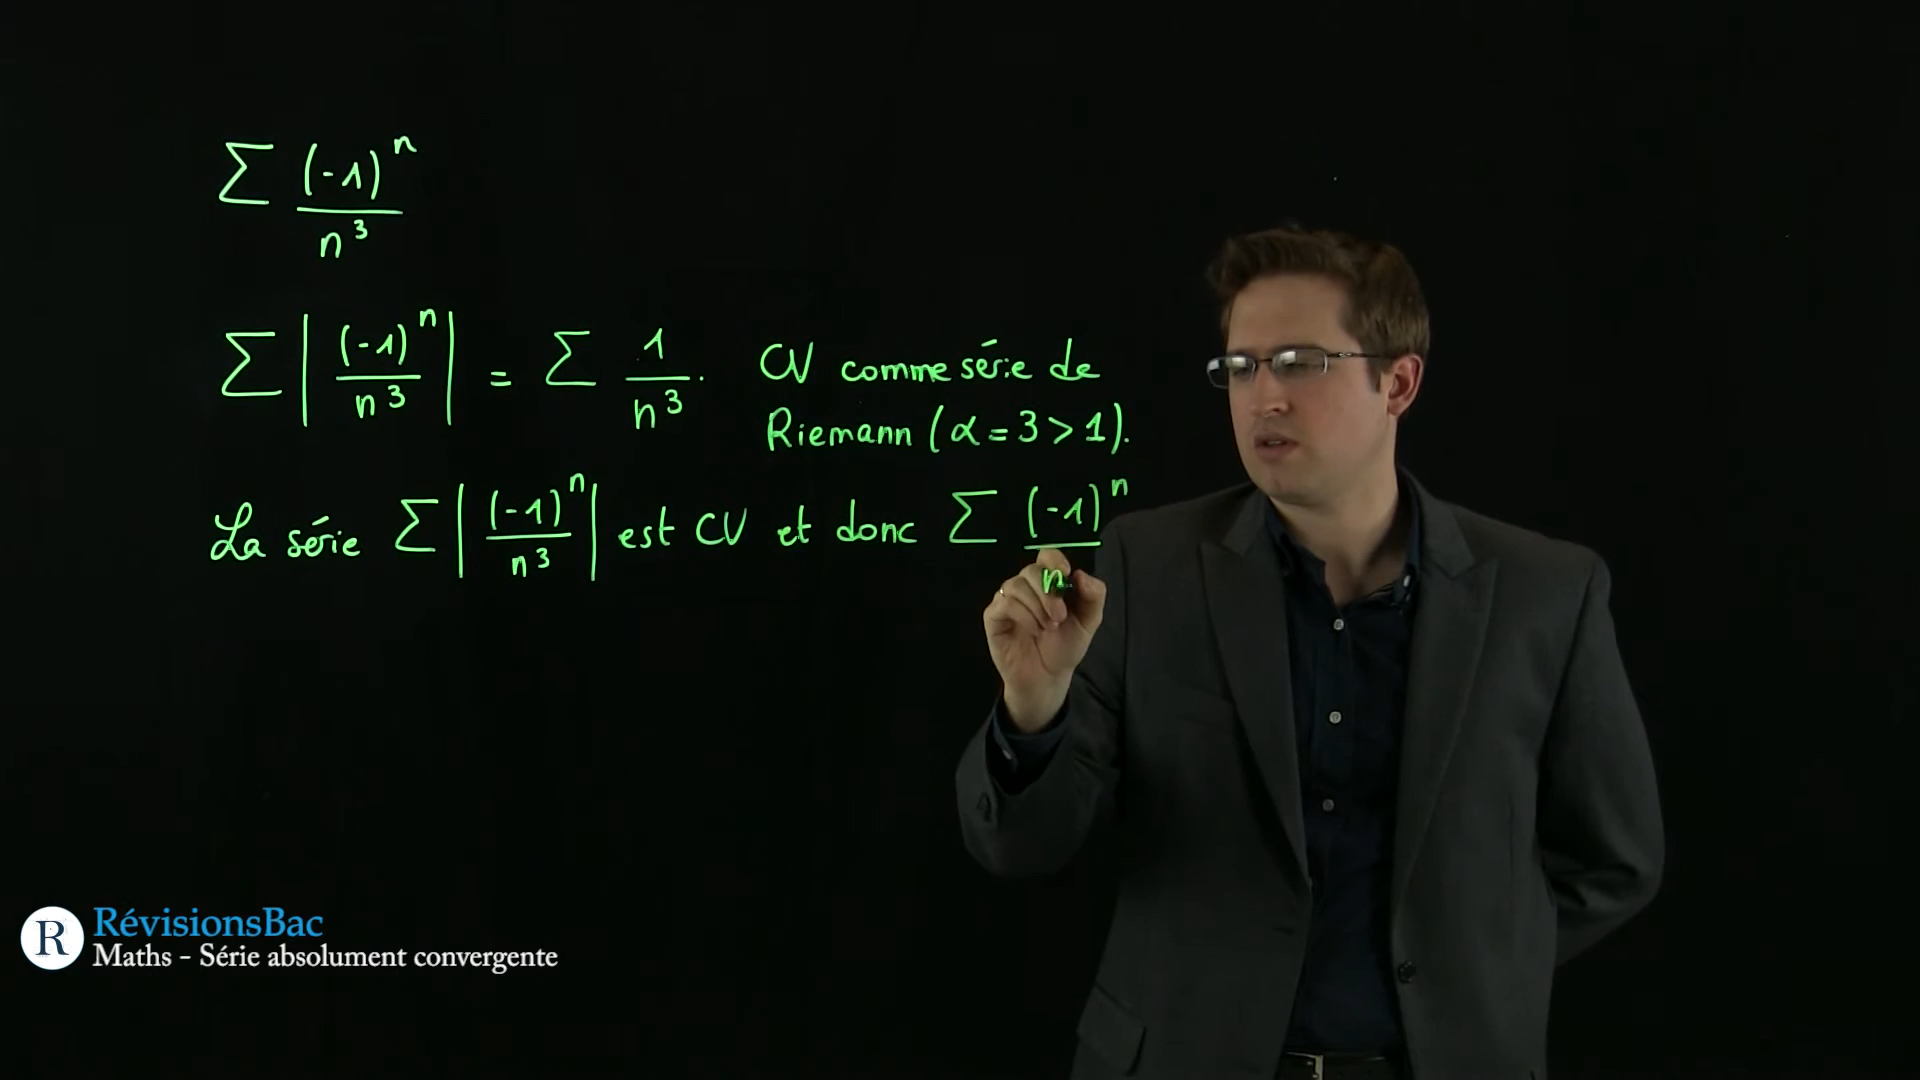 ∑ (-1)^n / n^3
∑ |(-1)^n / n^3| = ∑ 1 / n^3. CV comme série de
Riemann (α = 3 > 1).
La série ∑ |(-1)^n / n^3| est CV et donc ∑ (-1)^n / n
R RévisionsBac
Maths - Série absolument convergente